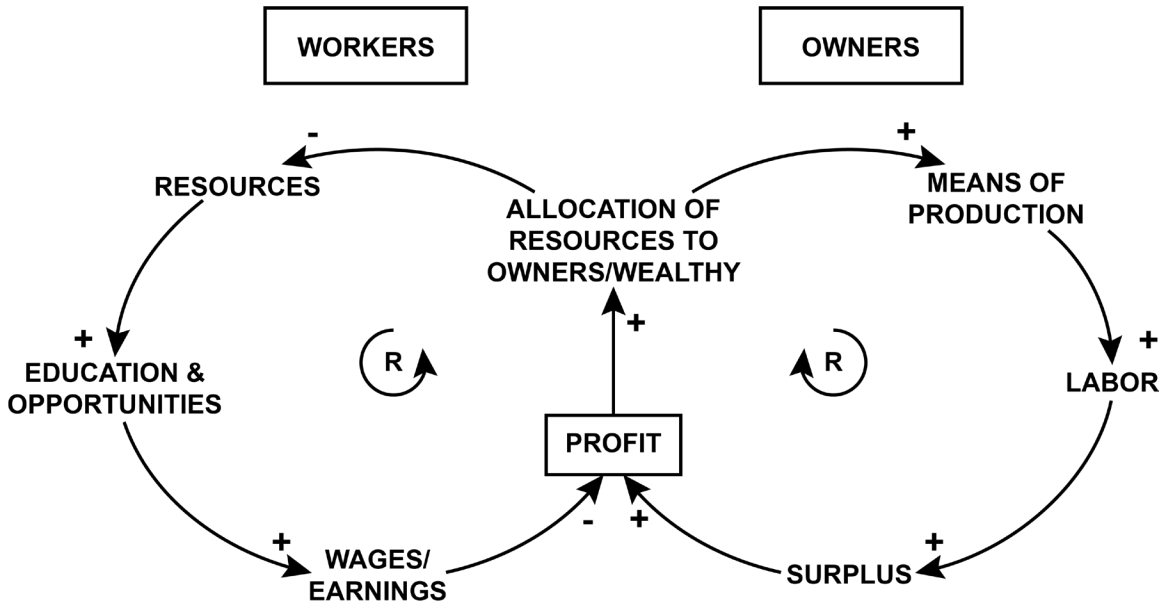 WORKERS
OWNERS
-
+
RESOURCES
MEANS OF
PRODUCTION
ALLOCATION OF
RESOURCES TO
OWNERS/WEALTHY
+
+
+
R
R
EDUCATION &
OPPORTUNITIES
LABOR
PROFIT
-
+
+
+
WAGES/
EARNINGS
SURPLUS